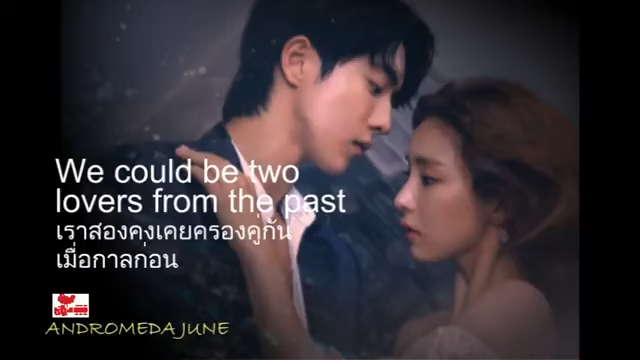 We could be two
lovers from the past
เราสองคงเคยครองคู่กัน
เมื่อกาลก่อน
ANDROMEDA JUNE